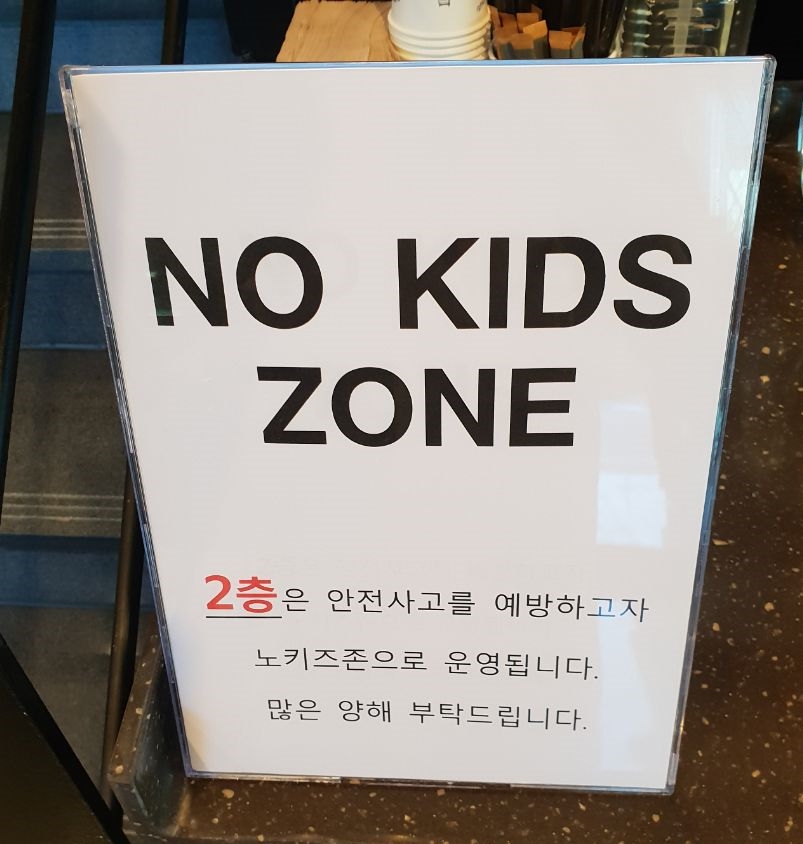 NO KIDS
ZONE
2층은 안전사고를 예방하고자
노키즈존으로 운영됩니다.
많은 양해 부탁드립니다.